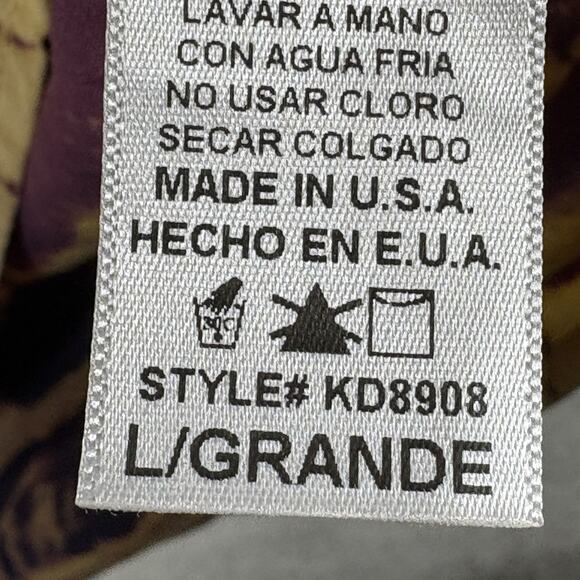 LAVAR A MANO
CON AGUA FRIA
NO USAR CLORO
SECAR COLGADO
MADE IN U.S.A.
HECHO EN E.U.A.
STYLE# KD8908
L/GRANDE